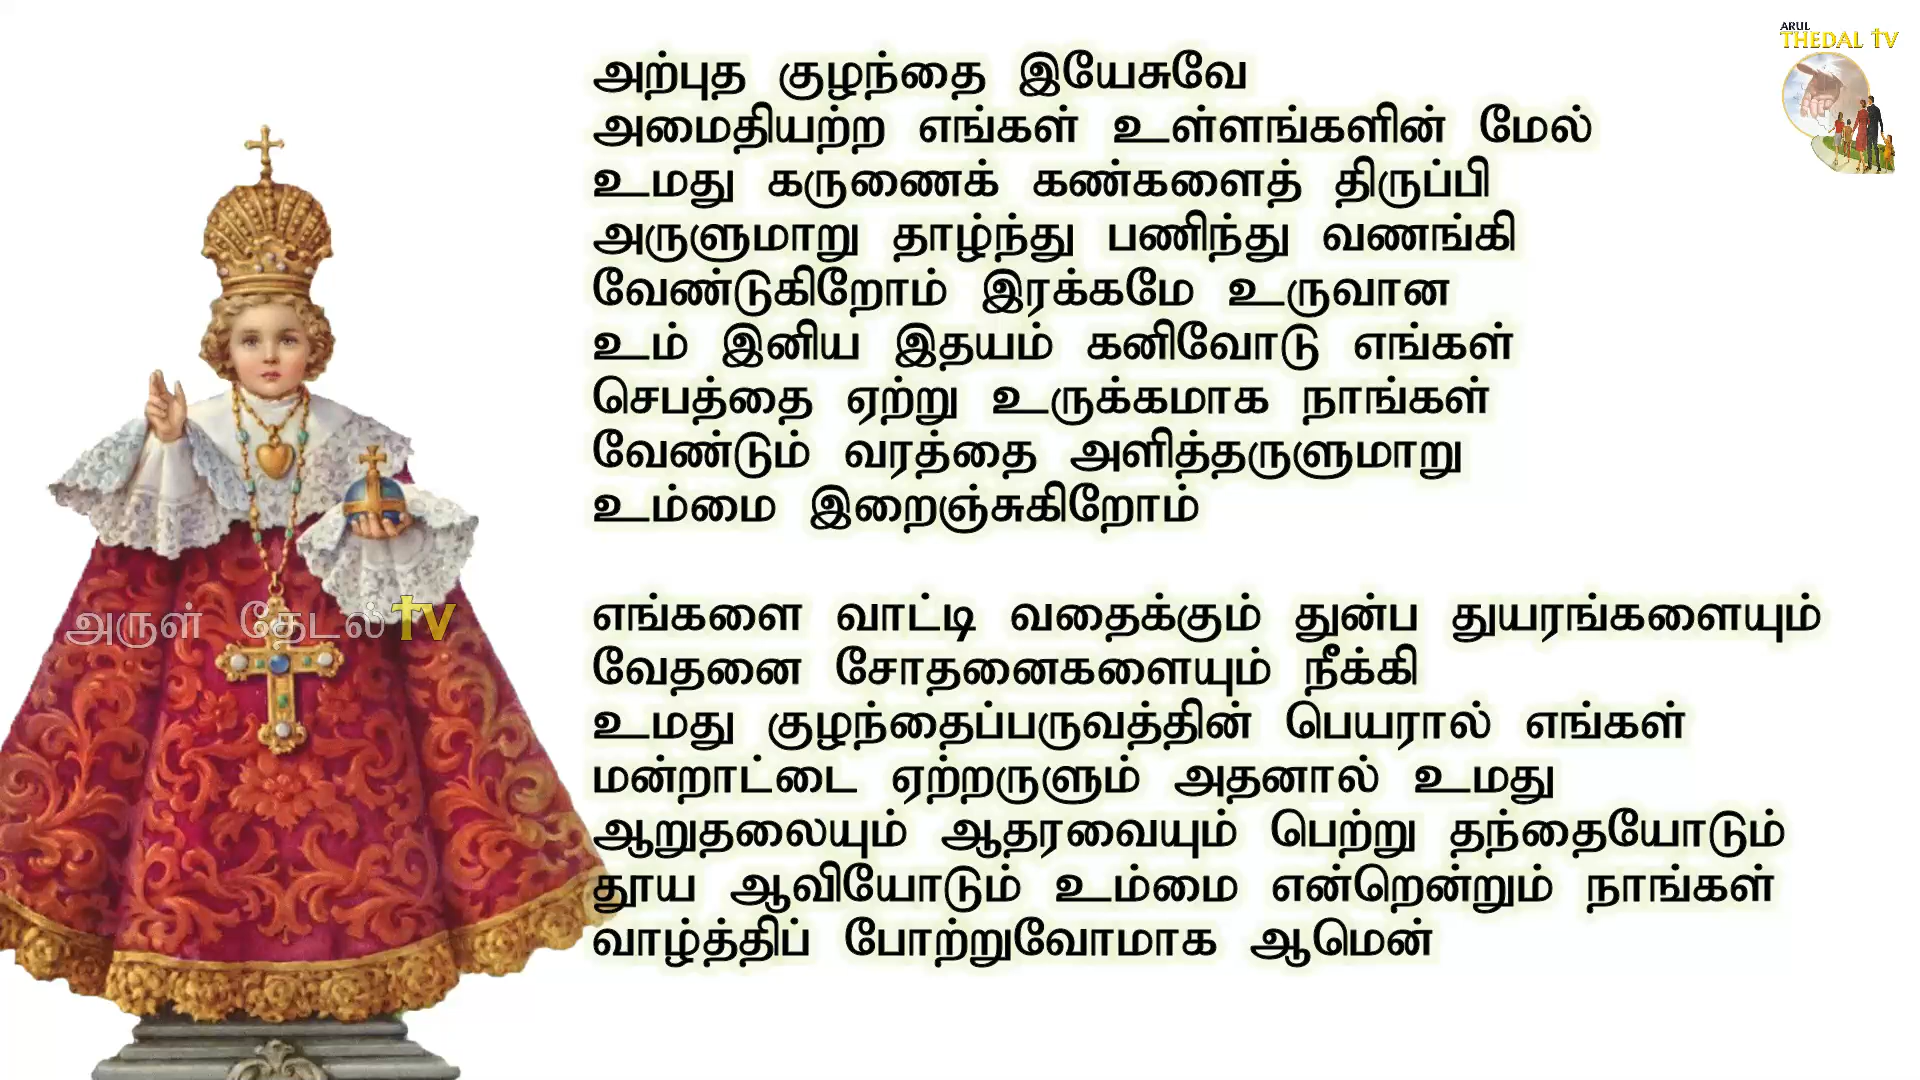 ARUL
THEDAL TV
அற்புத குழந்தை இயேசுவே
அமைதியற்ற எங்கள் உள்ளங்களின் மேல்
உமது கருணைக் கண்களைத் திருப்பி
அருளுமாறு தாழ்ந்து பணிந்து வணங்கி
வேண்டுகிறோம் இரக்கமே உருவான
உம் இனிய இதயம் கனிவோடு எங்கள்
செபத்தை ஏற்று உருக்கமாக நாங்கள்
வேண்டும் வரத்தை அளித்தருளுமாறு
உம்மை இறைஞ்சுகிறோம்
அருள் தேடல் TV
எங்களை வாட்டி வதைக்கும் துன்ப துயரங்களையும்
வேதனை சோதனைகளையும் நீக்கி
உமது குழந்தைப்பருவத்தின் பெயரால் எங்கள்
மன்றாட்டை ஏற்றருளும் அதனால் உமது
ஆறுதலையும் ஆதரவையும் பெற்று தந்தையோடும்
தூய ஆவியோடும் உம்மை என்றென்றும் நாங்கள்
வாழ்த்திப் போற்றுவோமாக ஆமென்